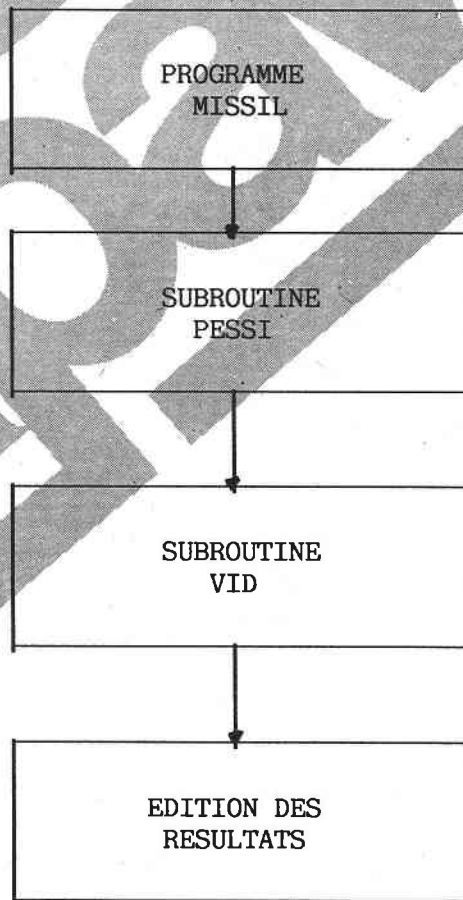 PROGRAMME
MISSIL
SUBROUTINE
PESSI
SUBROUTINE
VID
EDITION DES
RESULTATS